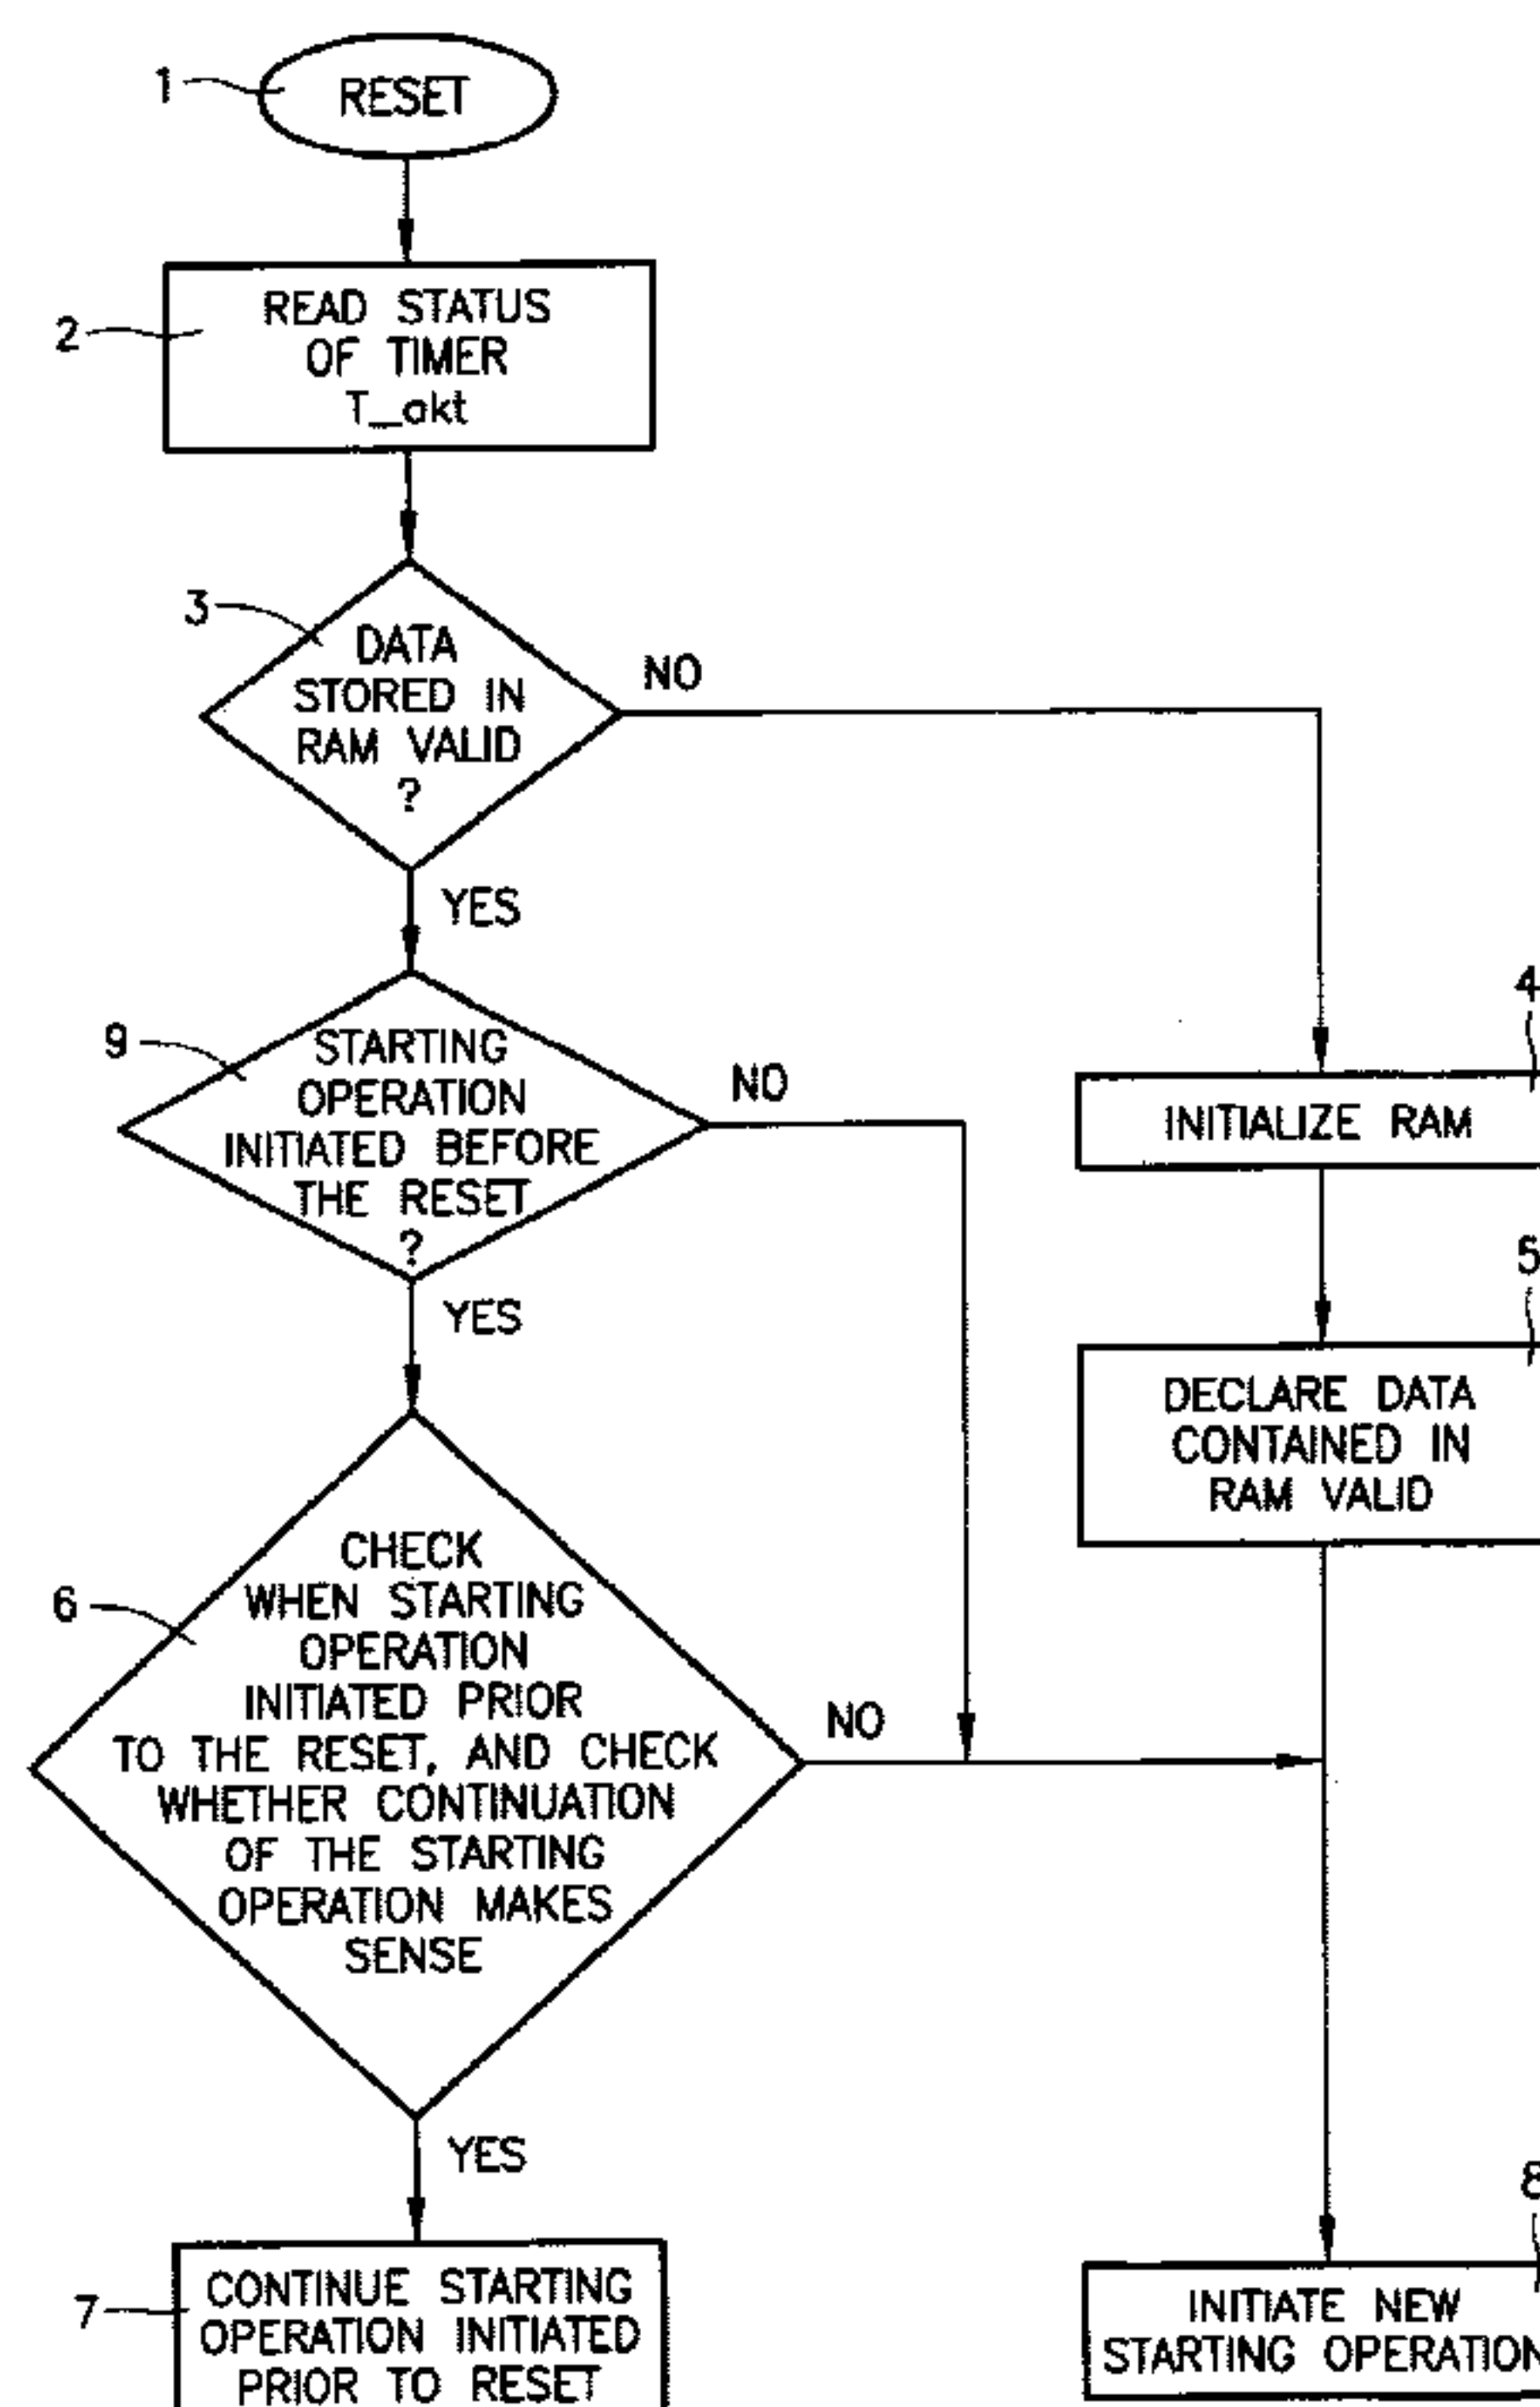 1
RESET
2
READ STATUS
OF TIMER
T_akt
3
DATA
STORED IN
RAM VALID
?
NO
YES
9
STARTING
OPERATION
INITIATED BEFORE
THE RESET
?
NO
YES
4
INITIALIZE RAM
5
DECLARE DATA
CONTAINED IN
RAM VALID
6
CHECK
WHEN STARTING
OPERATION
INITIATED PRIOR
TO THE RESET, AND CHECK
WHETHER CONTINUATION
OF THE STARTING
OPERATION MAKES
SENSE
NO
YES
7
CONTINUE STARTING
OPERATION INITIATED
PRIOR TO RESET
8
INITIATE NEW
STARTING OPERATION